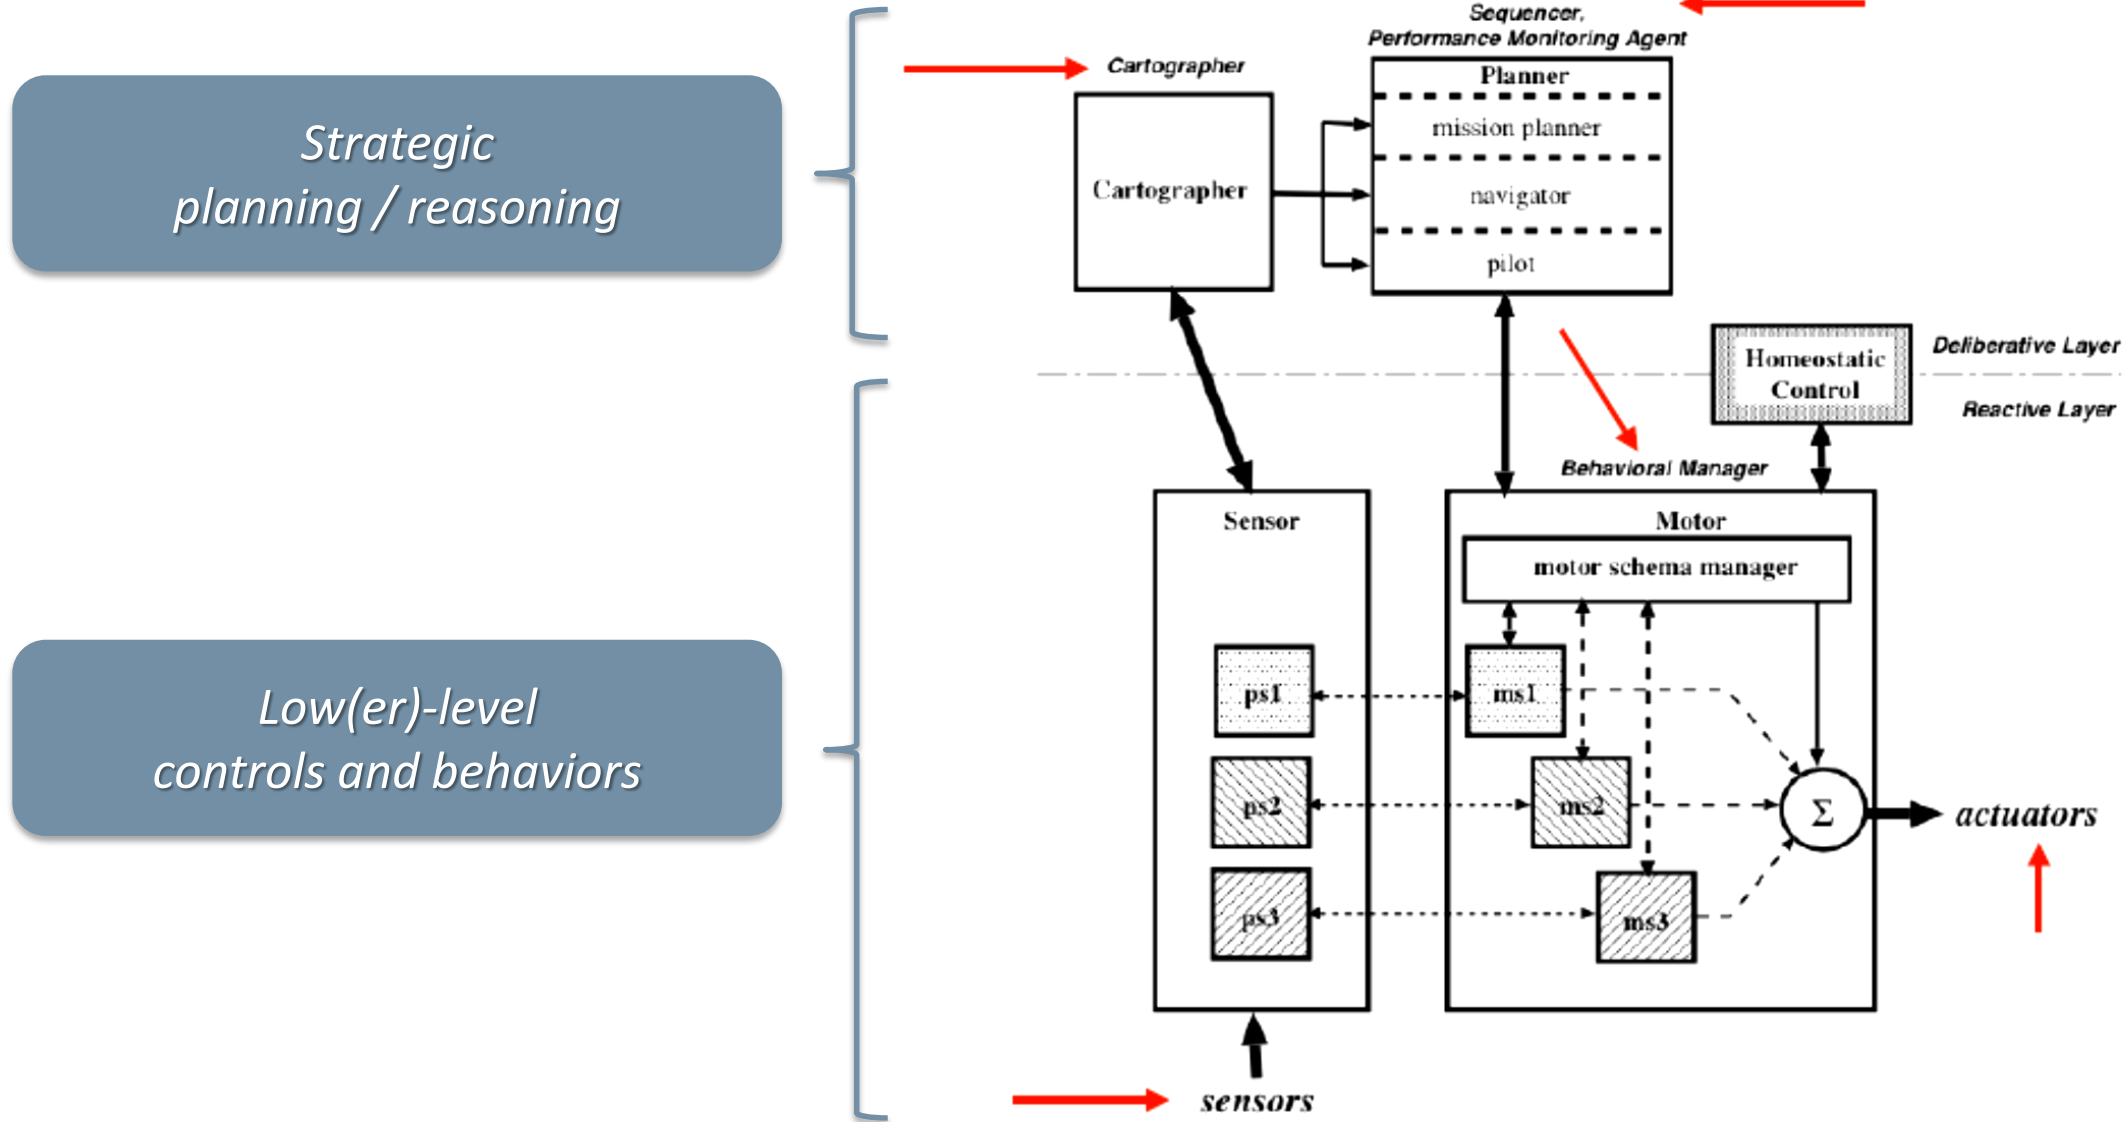 Strategic
planning / reasoning
Low(er)-level
controls and behaviors
Cartographer
Cartographer
Sequencer,
Performance Monitoring Agent
Planner
mission planner
navigator
pilot
Homeostatic
Control
Deliberative Layer
Reactive Layer
Behavioral Manager
Sensor
ps1
ps2
ps3
sensors
Motor
motor schema manager
ms1
ms2
ms3
Σ
actuators